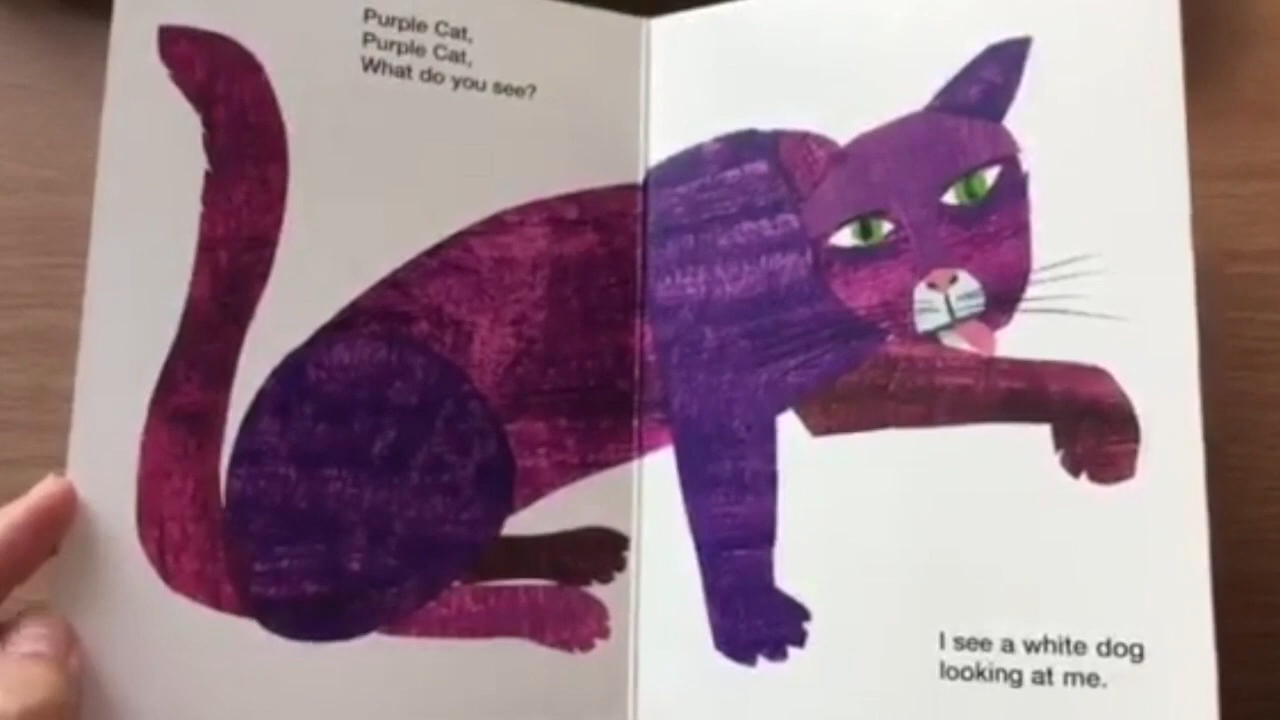 Purple Cat,
Purple Cat,
What do you see?
I see a white dog
looking at me.